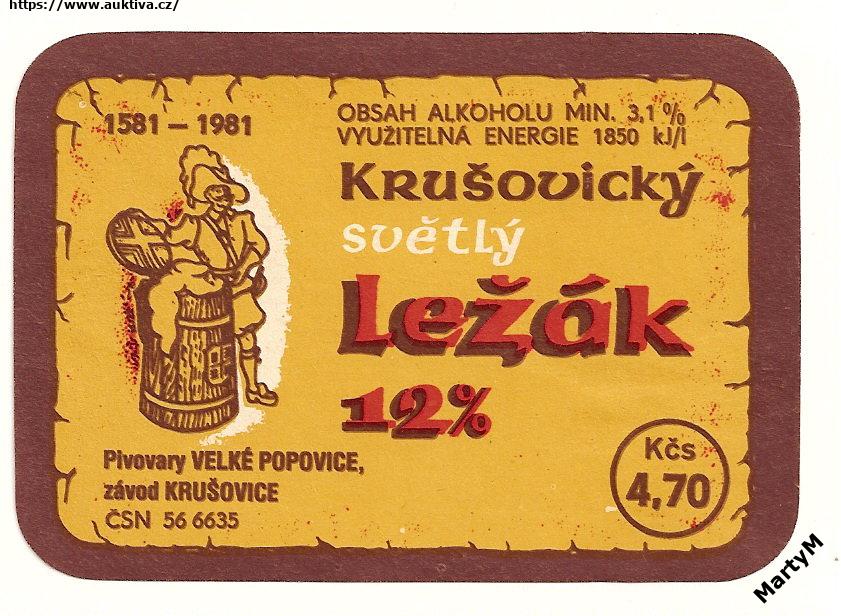 https://www.auktiva.cz/
1581 – 1981
OBSAH ALKOHOLU MIN. 3,1 %
VYUŽITELNÁ ENERGIE 1850 kJ/l
Krušovický
světlý
Ležák
12%
Pivovary VELKÉ POPOVICE,
závod KRUŠOVICE
ČSN 56 6635
Kčs
4,70
MartyM